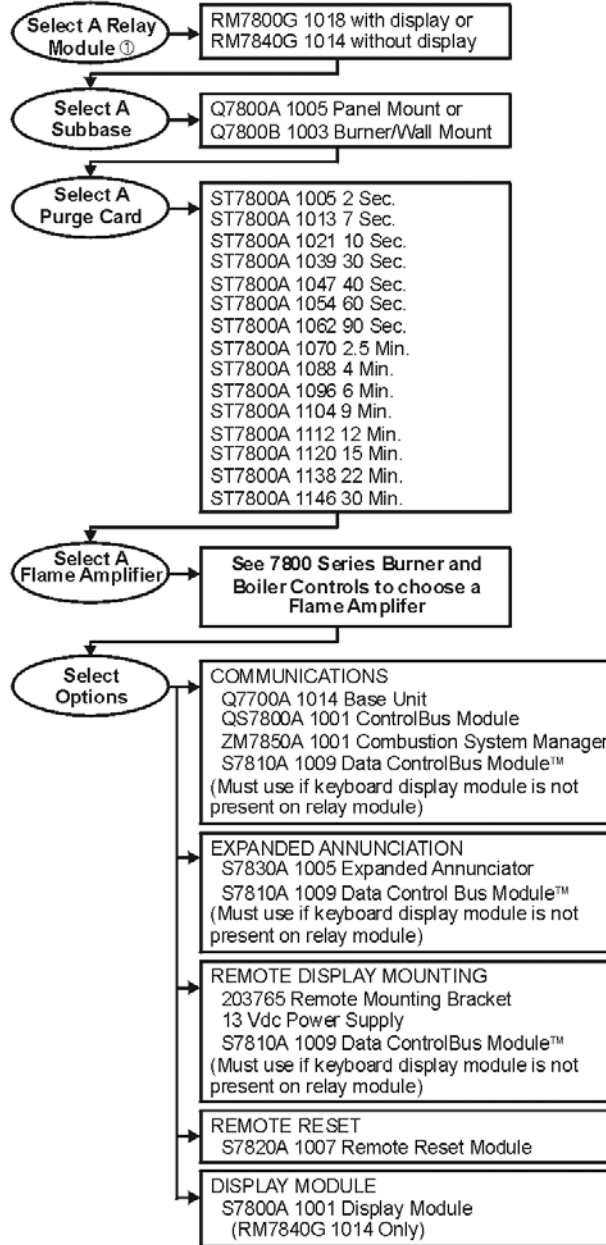 Select A Relay
Module ①
RM7800G 1018 with display or
RM7840G 1014 without display
Select A
Subbase
Q7800A 1005 Panel Mount or
Q7800B 1003 Burner/Wall Mount
Select A
Purge Card
ST7800A 1005 2 Sec.
ST7800A 1013 7 Sec.
ST7800A 1021 10 Sec.
ST7800A 1039 30 Sec.
ST7800A 1047 40 Sec.
ST7800A 1054 60 Sec.
ST7800A 1062 90 Sec.
ST7800A 1070 2.5 Min.
ST7800A 1088 4 Min.
ST7800A 1096 6 Min.
ST7800A 1104 9 Min.
ST7800A 1112 12 Min.
ST7800A 1120 15 Min.
ST7800A 1138 22 Min.
ST7800A 1146 30 Min.
Select A
Flame Amplifier
See 7800 Series Burner and
Boiler Controls to choose a
Flame Amplifer
Select
Options
COMMUNICATIONS
Q7700A 1014 Base Unit
QS7800A 1001 ControlBus Module
ZM7850A 1001 Combustion System Manager
S7810A 1009 Data ControlBus Module™
(Must use if keyboard display module is not
present on relay module)
EXPANDED ANNUNCIATION
S7830A 1005 Expanded Annunciator
S7810A 1009 Data Control Bus Module™
(Must use if keyboard display module is not
present on relay module)
REMOTE DISPLAY MOUNTING
203765 Remote Mounting Bracket
13 Vdc Power Supply
S7810A 1009 Data ControlBus Module™
(Must use if keyboard display module is not
present on relay module)
REMOTE RESET
S7820A 1007 Remote Reset Module
DISPLAY MODULE
S7800A 1001 Display Module
(RM7840G 1014 Only)